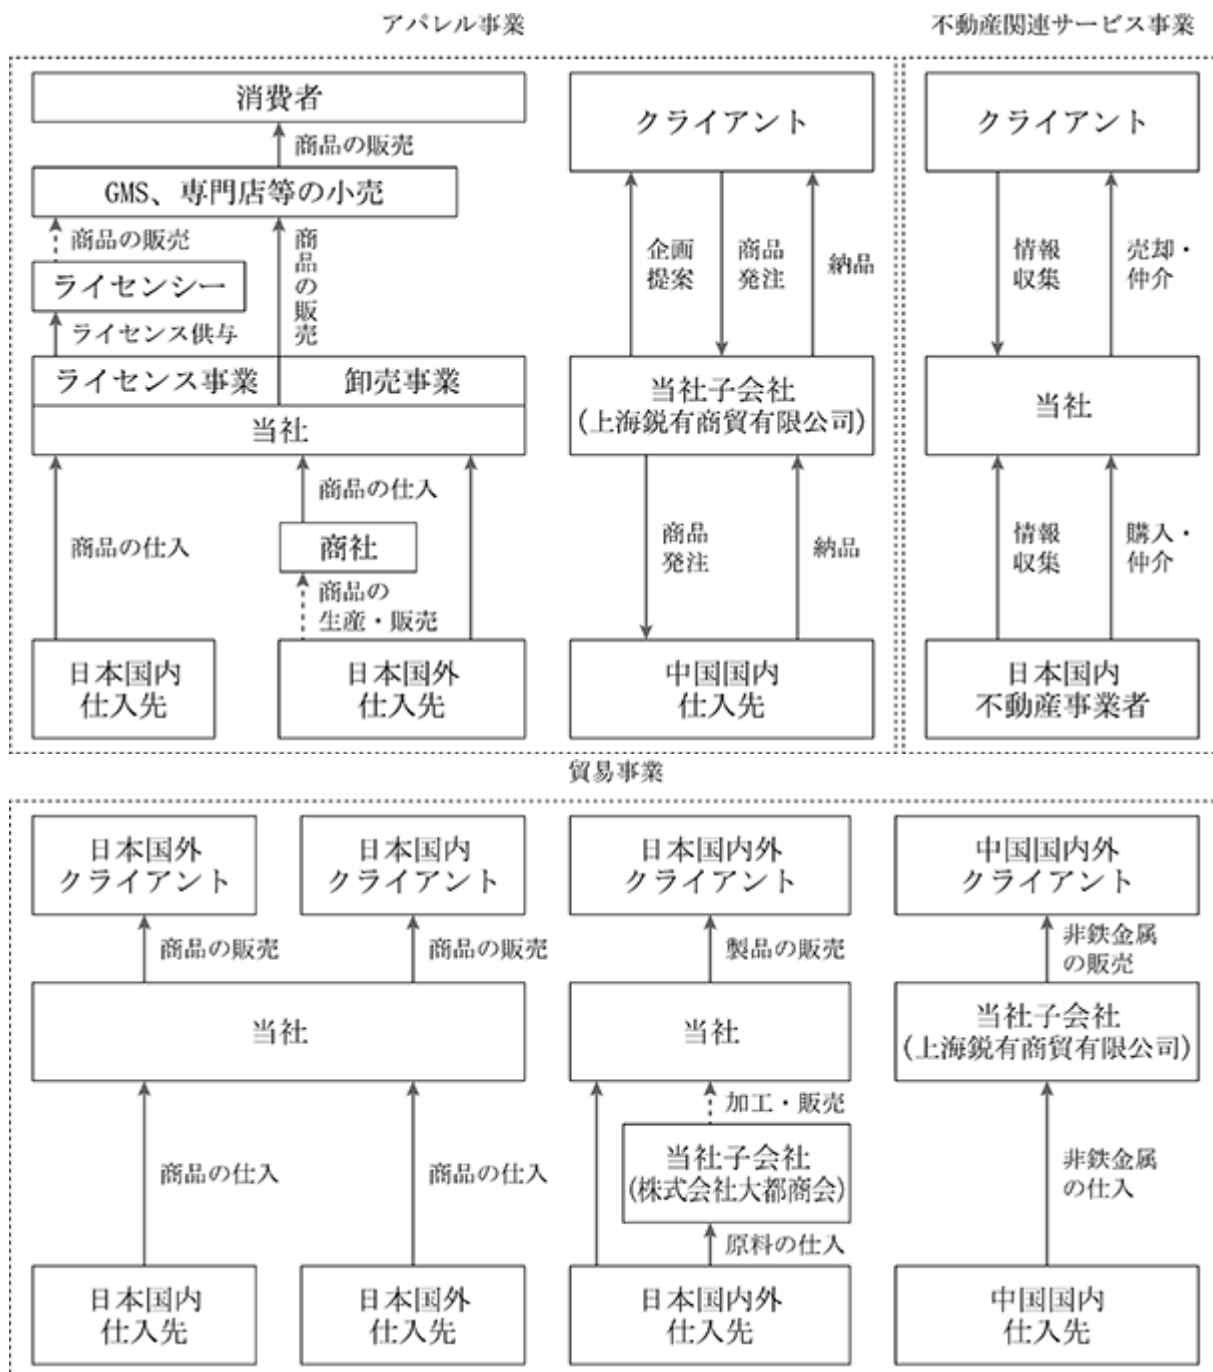 アパレル事業
不動産関連サービス事業
消費者
商品の販売
GMS、専門店等の小売
商品の販売
商品の販売
ライセンシー
ライセンス供与
ライセンス事業
卸売事業
当社
商品の仕入
商品の仕入
商社
商品の
生産・販売
日本国内
仕入先
日本国外
仕入先
クライアント
企画
提案
商品
発注
納品
当社子会社
(上海鋭有商貿有限公司)
商品
発注
納品
中国国内
仕入先
クライアント
情報
収集
売却・
仲介
当社
情報
収集
購入・
仲介
日本国内
不動産事業者
貿易事業
日本国外
クライアント
商品の販売
日本国内
クライアント
商品の販売
当社
商品の仕入
商品の仕入
日本国内
仕入先
日本国外
仕入先
日本国内外
クライアント
製品の販売
当社
加工・販売
当社子会社
(株式会社大都商会)
原料の仕入
日本国内外
仕入先
中国国内外
クライアント
非鉄金属
の販売
当社子会社
(上海鋭有商貿有限公司)
非鉄金属
の仕入
中国国内
仕入先